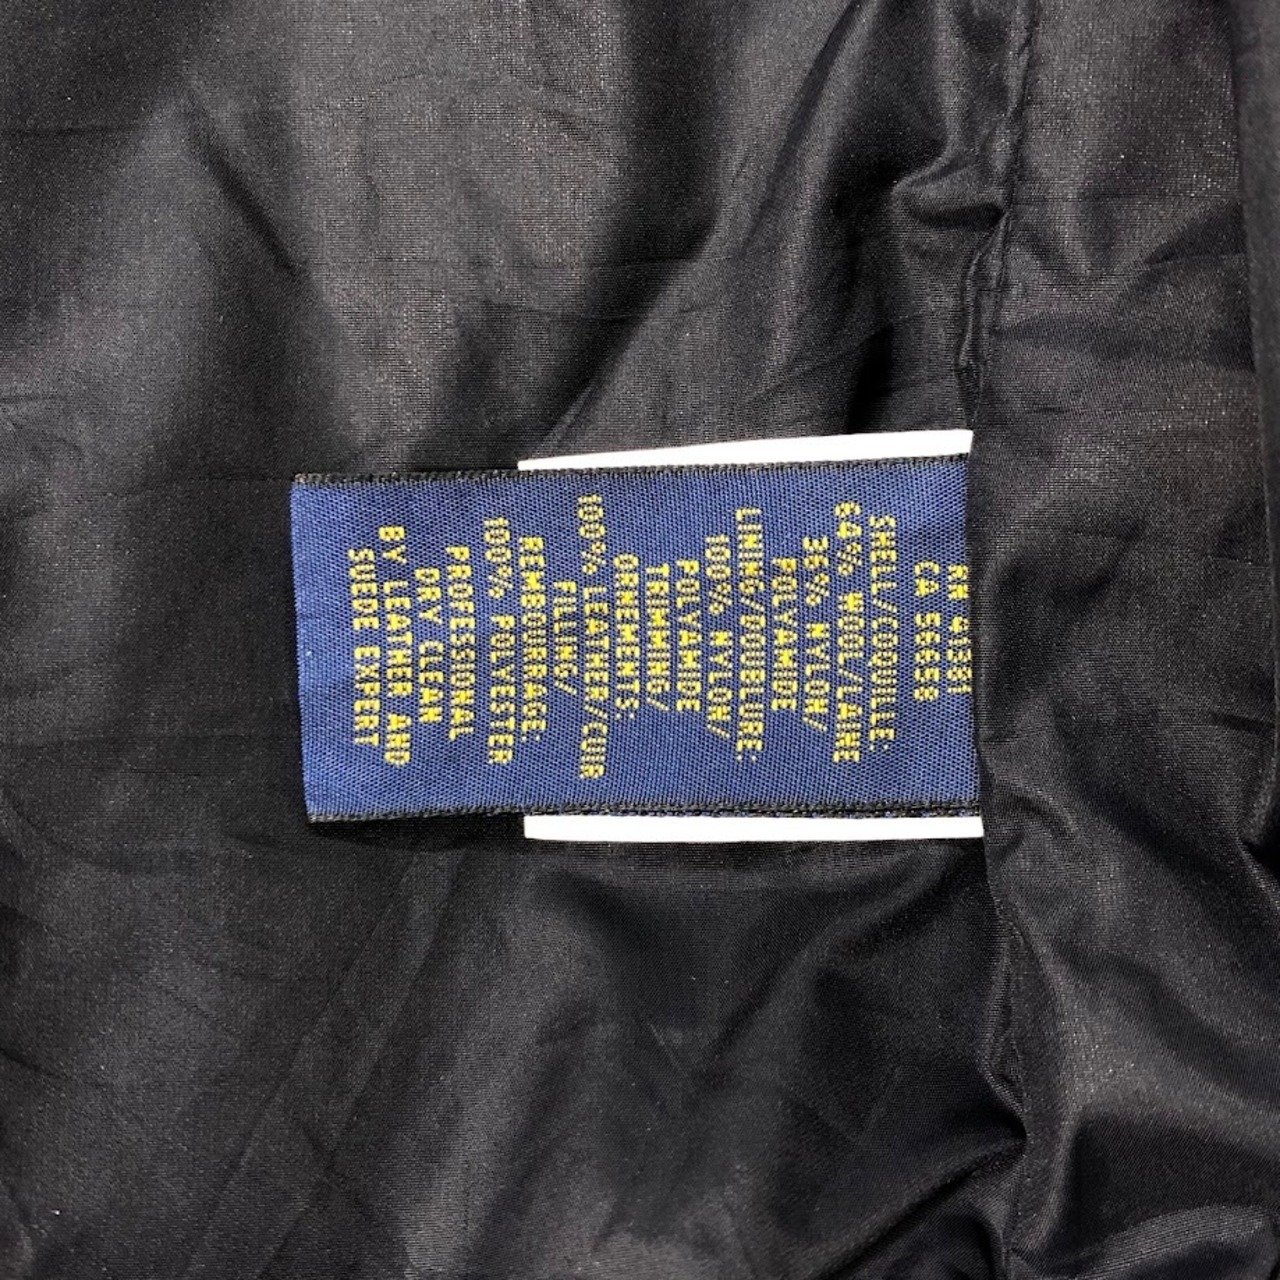 RN 41381
CA 56658
SHELL/COQUILLE:
64% WOOL/LAINE
36% NYLON/
POLYAMIDE
LINING/DOUBLURE:
100% NYLON/
POLYAMIDE
TRIMMING/
ORNEMENTS:
100% LEATHER/CUIR
FILLING/
REMBOURRAGE:
100% POLYESTER
PROFESSIONAL
DRY CLEAN
BY LEATHER AND
SUEDE EXPERT